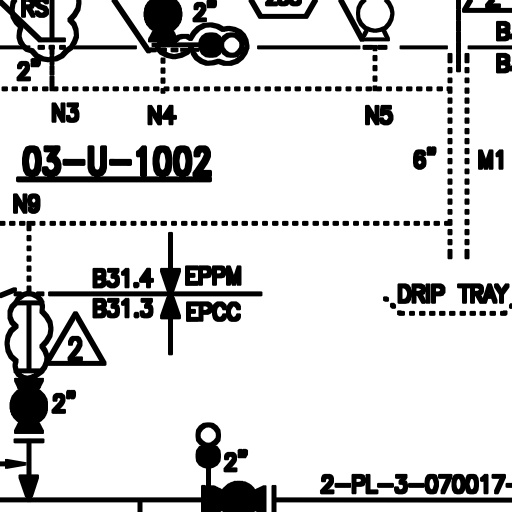 RS
2"
2"
B
B
N3
N4
N5
03-U-1002
6"
M1
N9
B31.4
EPPM
B31.3
EPCC
DRIP TRAY
2
2"
2"
2-PL-3-070017-